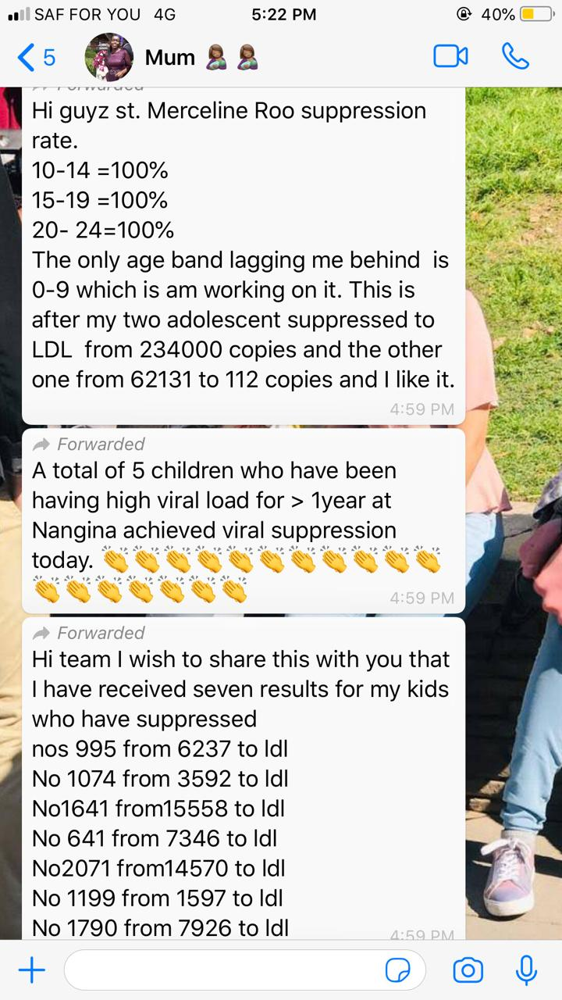 SAF FOR YOU 4G 5:22 PM 40%
5 Mum 🤱🏾🤱🏾
Forwarded
Hi guyz st. Merceline Roo suppression
rate.
10-14 =100%
15-19 =100%
20- 24=100%
The only age band lagging me behind  is
0-9 which is am working on it. This is
after my two adolescent suppressed to
LDL  from 234000 copies and the other
one from 62131 to 112 copies and I like it.
4:59 PM
Forwarded
A total of 5 children who have been
having high viral load for > 1year at
Nangina achieved viral suppression
today. 👏👏👏👏👏👏👏👏👏👏👏
👏👏👏👏👏👏👏
4:59 PM
Forwarded
Hi team I wish to share this with you that
I have received seven results for my kids
who have suppressed
nos 995 from 6237 to ldl
No 1074 from 3592 to ldl
No1641 from15558 to ldl
No 641 from 7346 to ldl
No2071 from14570 to ldl
No 1199 from 1597 to ldl
No 1790 from 7926 to ldl
4:59 PM